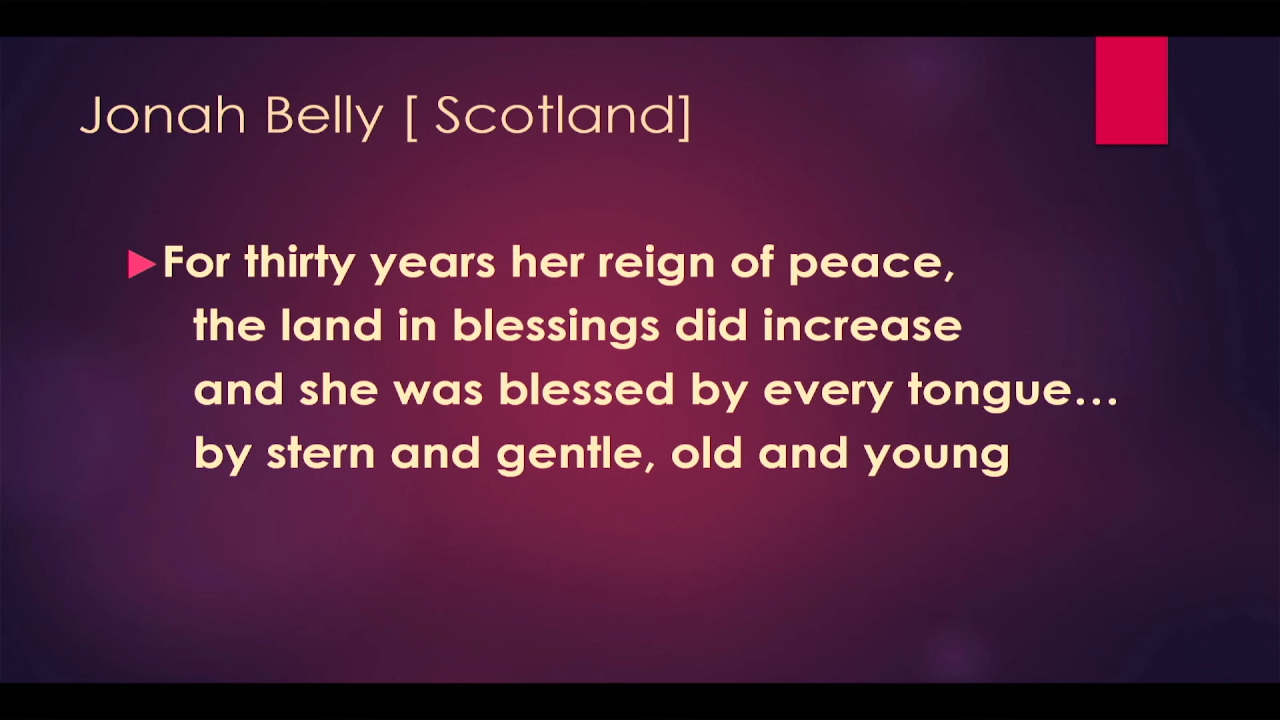 Jonah Belly [ Scotland]
For thirty years her reign of peace,
the land in blessings did increase
and she was blessed by every tongue...
by stern and gentle, old and young